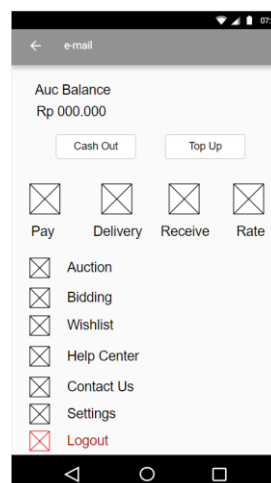 e-mail
Auc Balance
Rp 000.000
Cash Out Top Up
Pay Delivery Receive Rate
Auction
Bidding
Wishlist
Help Center
Contact Us
Settings
Logout